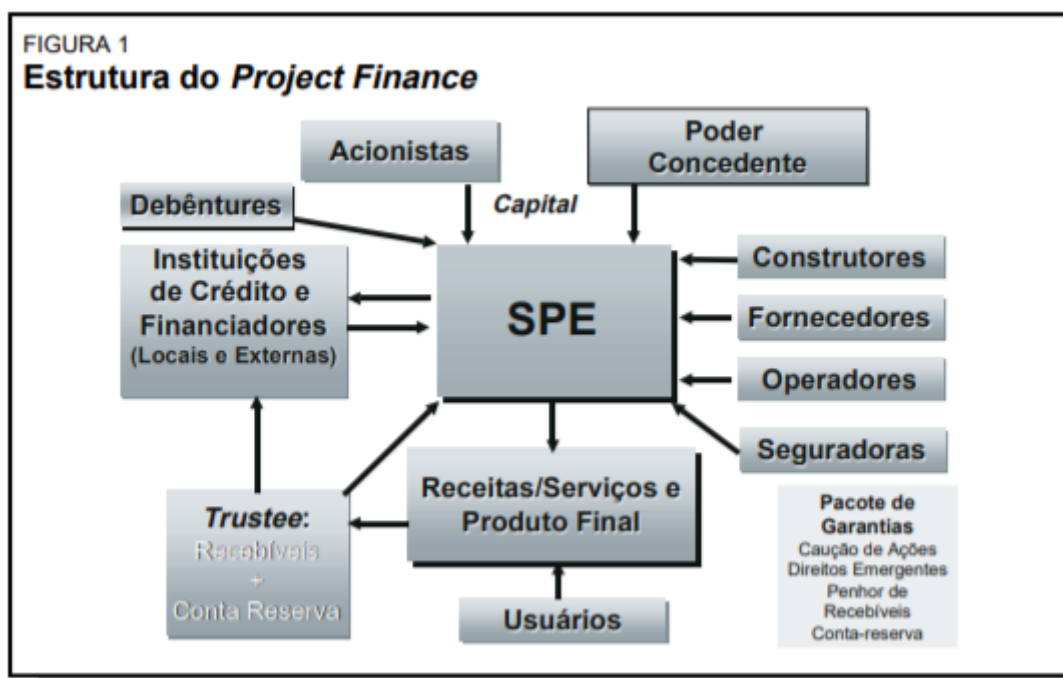 FIGURA 1
Estrutura do Project Finance
Acionistas
Poder
Concedente
Debêntures
Capital
Instituições
de Crédito e
Financiadores
(Locais e Externas)
SPE
Construtores
Fornecedores
Operadores
Seguradoras
Trustee:
Recebíveis
+
Conta Reserva
Receitas/Serviços e
Produto Final
Usuários
Pacote de
Garantias
Caução de Ações
Direitos Emergentes
Penhor de
Recebíveis
Conta-reserva